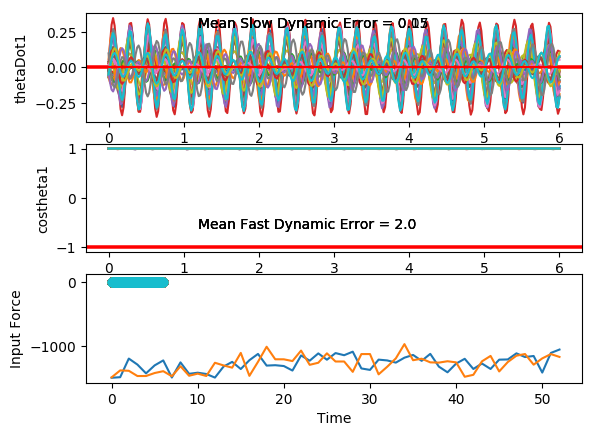 Mean Slow Dynamic Error =
0.25
0.00
−0.25
thetaDot1
0 1 2 3 4 5 6
1
0
−1
costheta1
Mean Fast Dynamic Error = 2.0
0 1 2 3 4 5 6
0
−1000
Input Force
0 10 20 30 40 50
Time